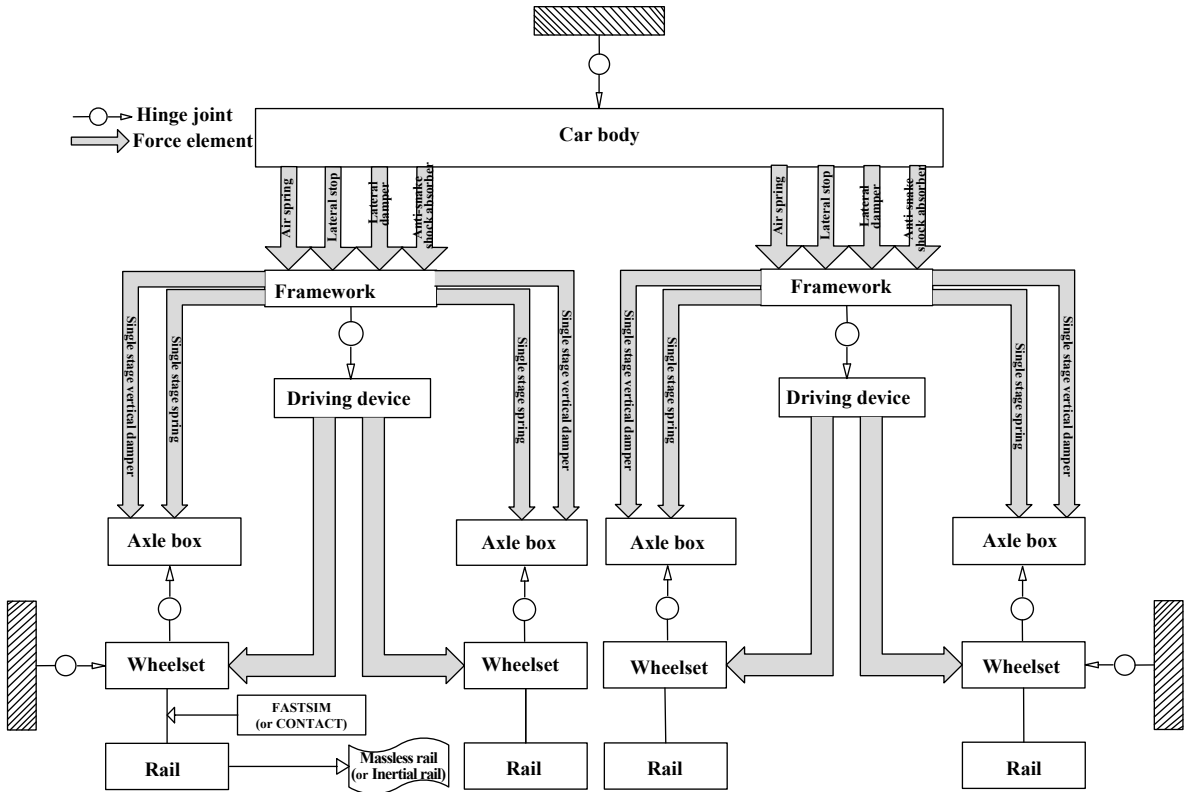 Hinge joint
Force element
Car body
Air spring
Lateral stop
Lateral
damper
Anti-snake
shock absorber
Air spring
Lateral stop
Lateral
damper
Anti-snake
shock absorber
Framework
Framework
Single stage vertical damper
Single stage spring
Single stage spring
Single stage vertical damper
Single stage vertical damper
Single stage spring
Single stage spring
Single stage vertical damper
Driving device
Driving device
Axle box
Axle box
Axle box
Axle box
Wheelset
Wheelset
Wheelset
Wheelset
FASTSIM
(or CONTACT)
Rail
Massless rail
(or Inertial rail)
Rail
Rail
Rail